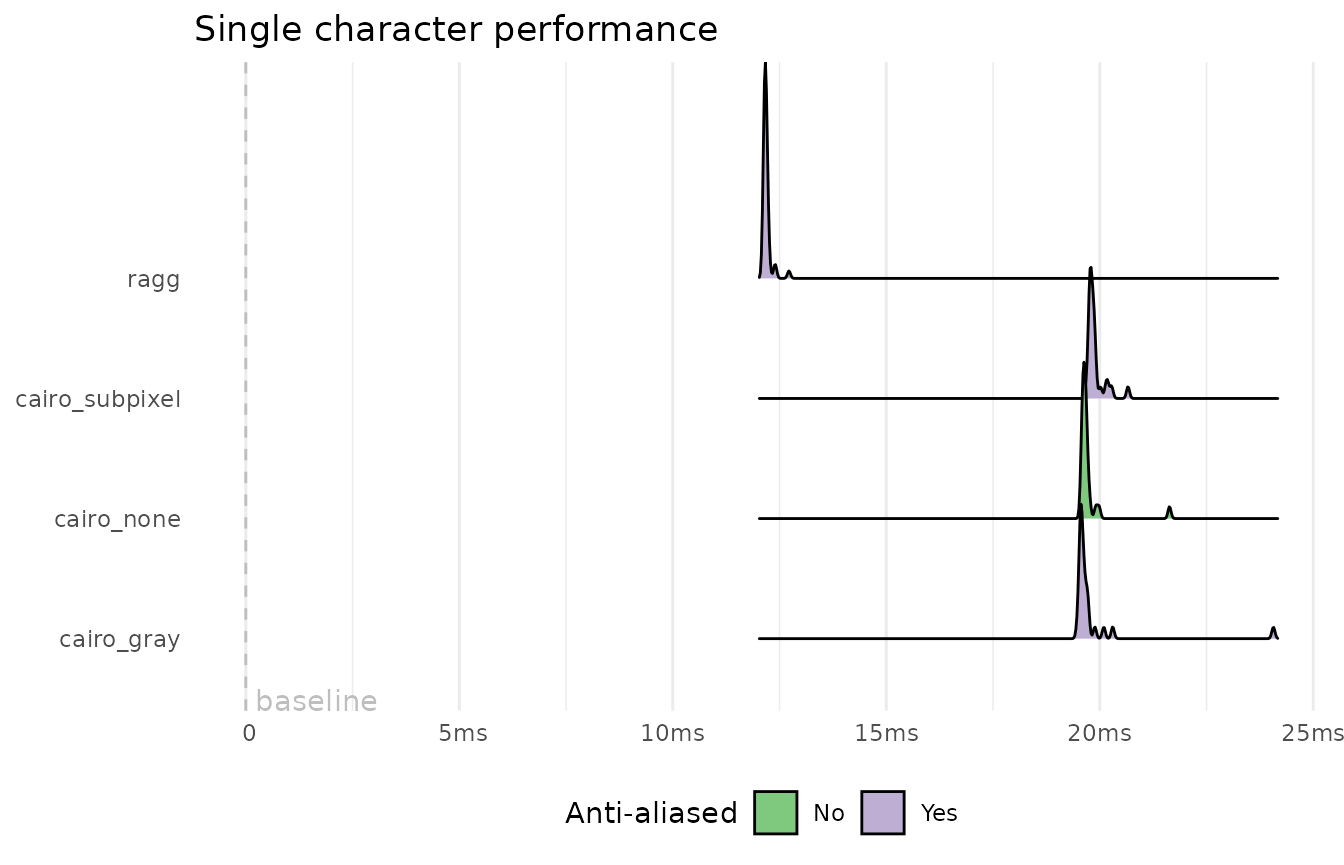 Single character performance
ragg
cairo_subpixel
cairo_none
cairo_gray
baseline
0 5ms 10ms 15ms 20ms 25ms
Anti-aliased No Yes